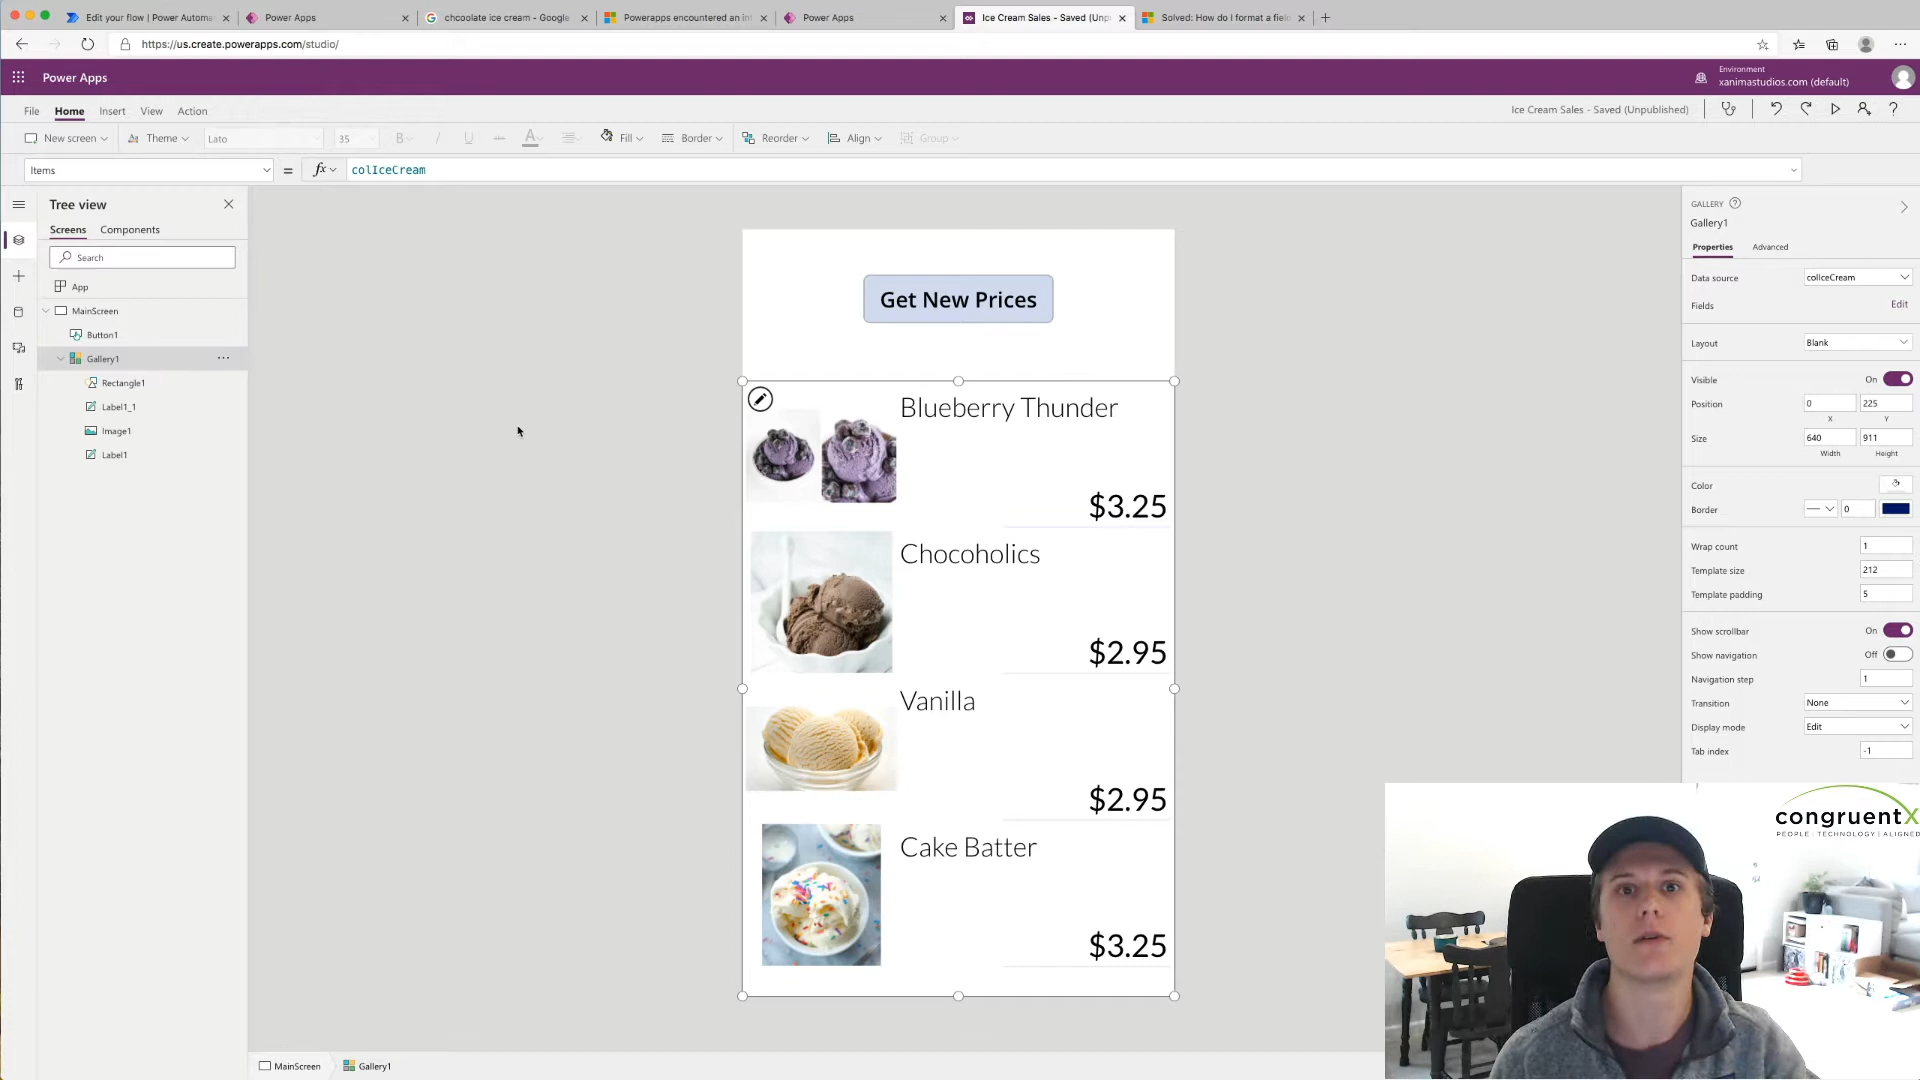 Edit your flow | Power Automa
Power Apps
chcoolate ice cream - Google
Powerapps encountered an int
Power Apps
Ice Cream Sales - Saved (Unp
Solved: How do I format a fiel
https://us.create.powerapps.com/studio/
Power Apps
Environment
xanimastudios.com (default)
File
Home
Insert
View
Action
Ice Cream Sales - Saved (Unpublished)
New screen
Theme
Lato
35
B
I
U
A
Fill
Border
Reorder
Align
Group
Items
=
fx
colIceCream
Tree view
Screens
Components
Search
App
MainScreen
Button1
Gallery1
Rectangle1
Label1_1
Image1
Label1
Get New Prices
Blueberry Thunder
$3.25
Chocoholics
$2.95
Vanilla
$2.95
Cake Batter
$3.25
GALLERY
Gallery1
Properties
Advanced
Data source
colIceCream
Fields
Edit
Layout
Blank
Visible
On
Position
0
225
X
Y
Size
640
911
Width
Height
Color
Border
0
Wrap count
1
Template size
212
Template padding
5
Show scrollbar
On
Show navigation
Off
Navigation step
1
Transition
None
Display mode
Edit
Tab index
-1
congruentX
PEOPLE | TECHNOLOGY | ALIGNED
MainScreen
Gallery1